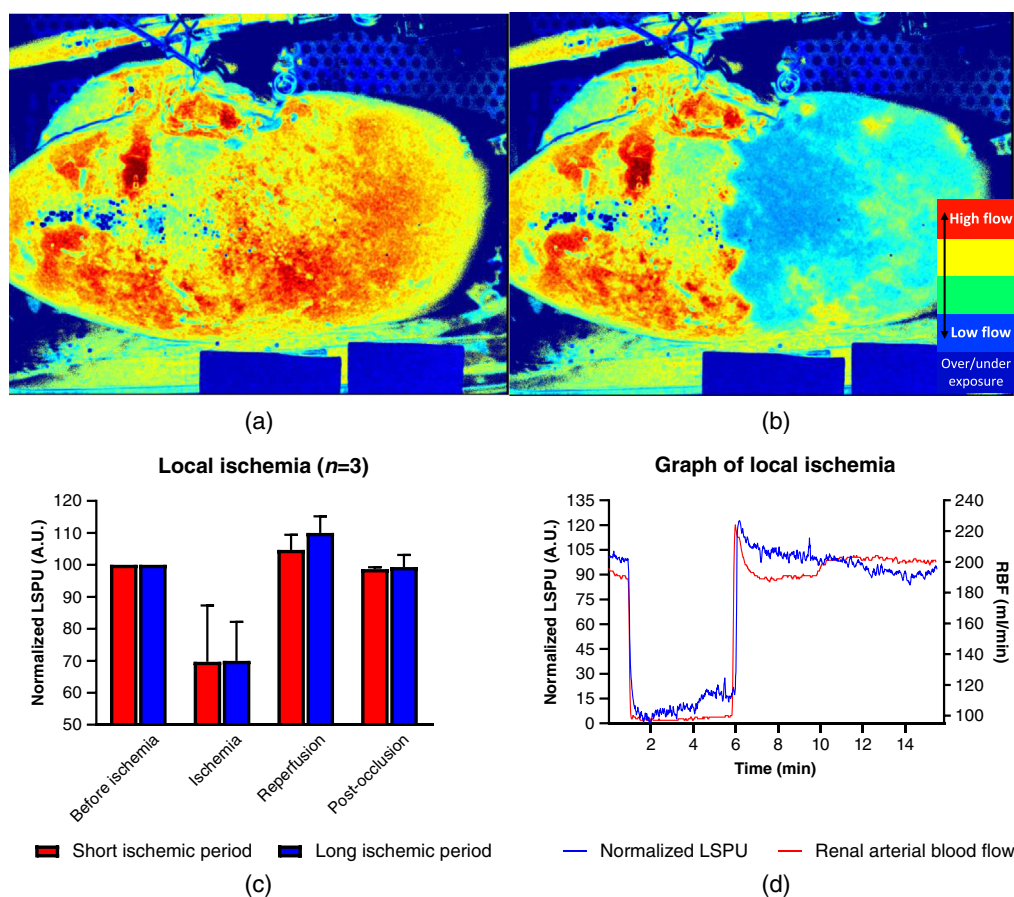 High flow
Low flow
Over/under
exposure
(a)
(b)
Local ischemia (n=3)
Normalized LSPU (A.U.)
120
110
100
90
80
70
60
50
Before ischemia
Ischemia
Reperfusion
Post-occlusion
Short ischemic period
Long ischemic period
(c)
Graph of local ischemia
Normalized LSPU (A.U.)
135
120
105
90
75
60
45
30
15
0
240
220
200
180
160
140
120
100
RBF (ml/min)
2 4 6 8 10 12 14
Time (min)
Normalized LSPU
Renal arterial blood flow
(d)